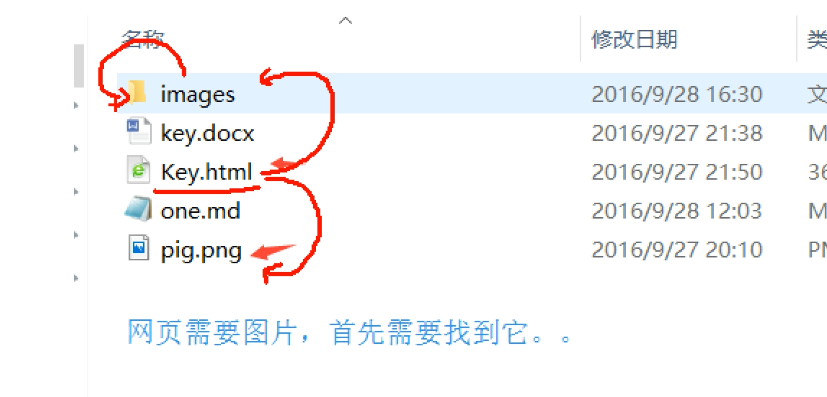 名称 修改日期 类
images 2016/9/28 16:30 文
key.docx 2016/9/27 21:38 M
Key.html 2016/9/27 21:50 36
one.md 2016/9/28 12:03 M
pig.png 2016/9/27 20:10 PN
网页需要图片，首先需要找到它。。